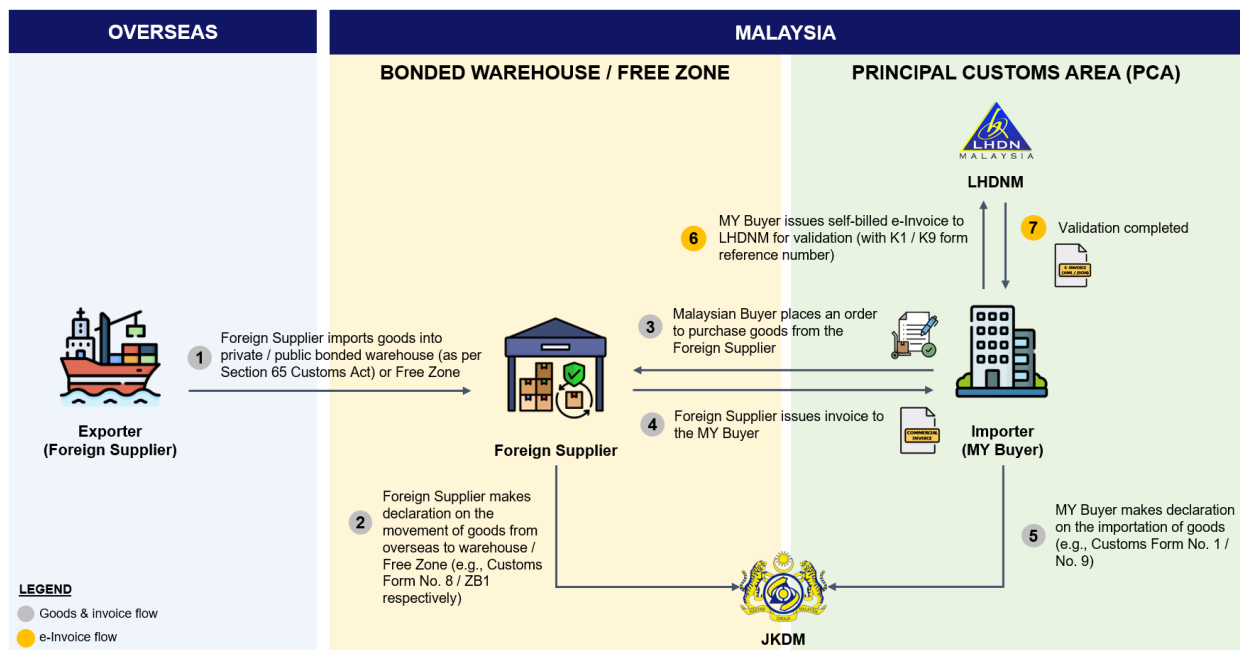 OVERSEAS
MALAYSIA
BONDED WAREHOUSE / FREE ZONE
PRINCIPAL CUSTOMS AREA (PCA)
LHDN
MALAYSIA
LHDNM
6
MY Buyer issues self-billed e-Invoice to
LHDNM for validation (with K1 / K9 form
reference number)
7
Validation completed
E-INVOICE
(XML / JSON)
1
Foreign Supplier imports goods into
private / public bonded warehouse (as per
Section 65 Customs Act) or Free Zone
3
Malaysian Buyer places an order
to purchase goods from the
Foreign Supplier
4
Foreign Supplier issues invoice to
the MY Buyer
COMMERCIAL
INVOICE
Exporter
(Foreign Supplier)
Foreign Supplier
Importer
(MY Buyer)
2
Foreign Supplier makes
declaration on the
movement of goods from
overseas to warehouse /
Free Zone (e.g., Customs
Form No. 8 / ZB1
respectively)
5
MY Buyer makes declaration
on the importation of goods
(e.g., Customs Form No. 1 /
No. 9)
JKDM
LEGEND
Goods & invoice flow
e-Invoice flow